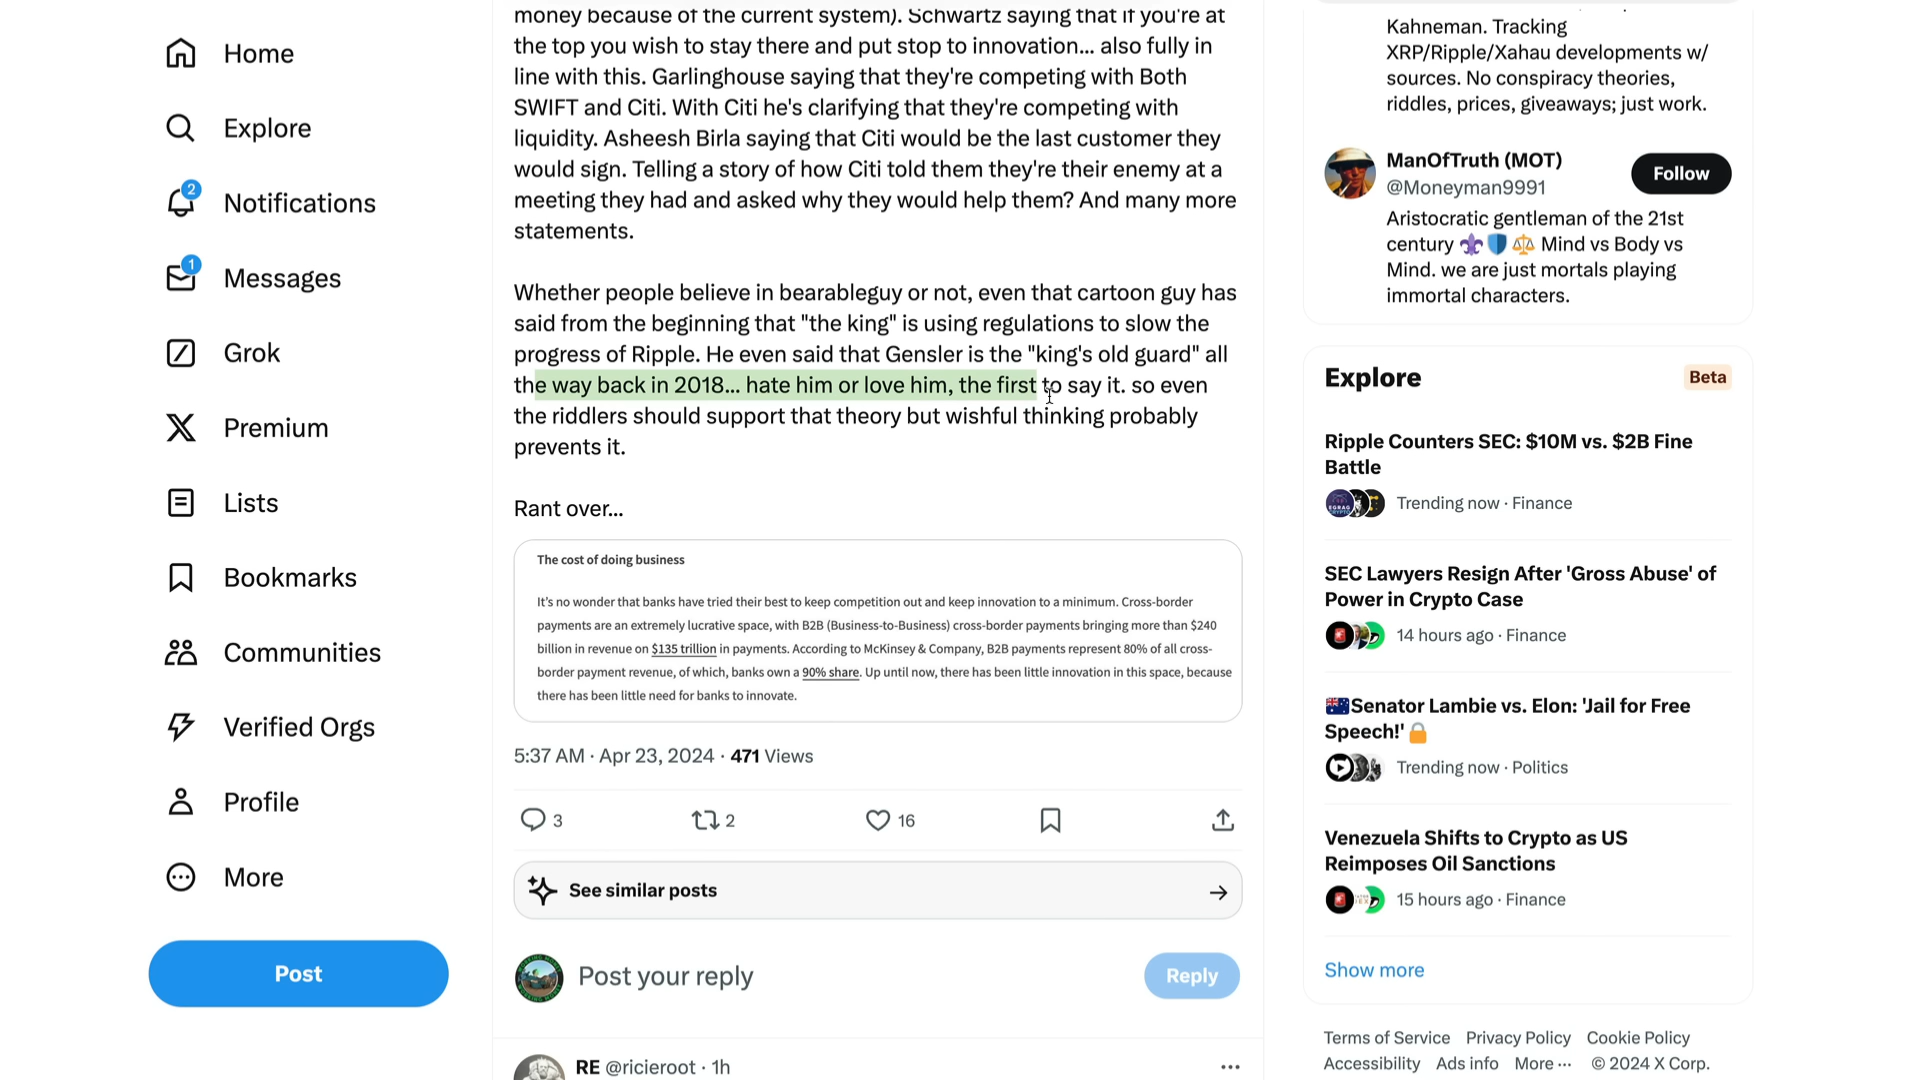 Home
Explore
2
Notifications
1
Messages
Grok
Premium
Lists
Bookmarks
Communities
Verified Orgs
Profile
More
Post
money because of the current system). Schwartz saying that if you're at
the top you wish to stay there and put stop to innovation... also fully in
line with this. Garlinghouse saying that they're competing with Both
SWIFT and Citi. With Citi he's clarifying that they're competing with
liquidity. Asheesh Birla saying that Citi would be the last customer they
would sign. Telling a story of how Citi told them they're their enemy at a
meeting they had and asked why they would help them? And many more
statements.
Whether people believe in bearableguy or not, even that cartoon guy has
said from the beginning that "the king" is using regulations to slow the
progress of Ripple. He even said that Gensler is the "king's old guard" all
the way back in 2018... hate him or love him, the first to say it. so even
the riddlers should support that theory but wishful thinking probably
prevents it.
Rant over...
The cost of doing business
It's no wonder that banks have tried their best to keep competition out and keep innovation to a minimum. Cross-border
payments are an extremely lucrative space, with B2B (Business-to-Business) cross-border payments bringing more than $240
billion in revenue on $135 trillion in payments. According to McKinsey & Company, B2B payments represent 80% of all cross-
border payment revenue, of which, banks own a 90% share. Up until now, there has been little innovation in this space, because
there has been little need for banks to innovate.
5:37 AM · Apr 23, 2024 · 471 Views
3
2
16
See similar posts
Post your reply
Reply
RE @ricieroot · 1h
Kahneman. Tracking
XRP/Ripple/Xahau developments w/
sources. No conspiracy theories,
riddles, prices, giveaways; just work.
ManOfTruth (MOT)
@Moneyman9991
Follow
Aristocratic gentleman of the 21st
century ⚜️🛡️⚖️ Mind vs Body vs
Mind. we are just mortals playing
immortal characters.
Explore
Beta
Ripple Counters SEC: $10M vs. $2B Fine
Battle
Trending now · Finance
SEC Lawyers Resign After 'Gross Abuse' of
Power in Crypto Case
14 hours ago · Finance
🇦🇺Senator Lambie vs. Elon: 'Jail for Free
Speech!'🔒
Trending now · Politics
Venezuela Shifts to Crypto as US
Reimposes Oil Sanctions
15 hours ago · Finance
Show more
Terms of Service Privacy Policy Cookie Policy
Accessibility Ads info More ··· © 2024 X Corp.